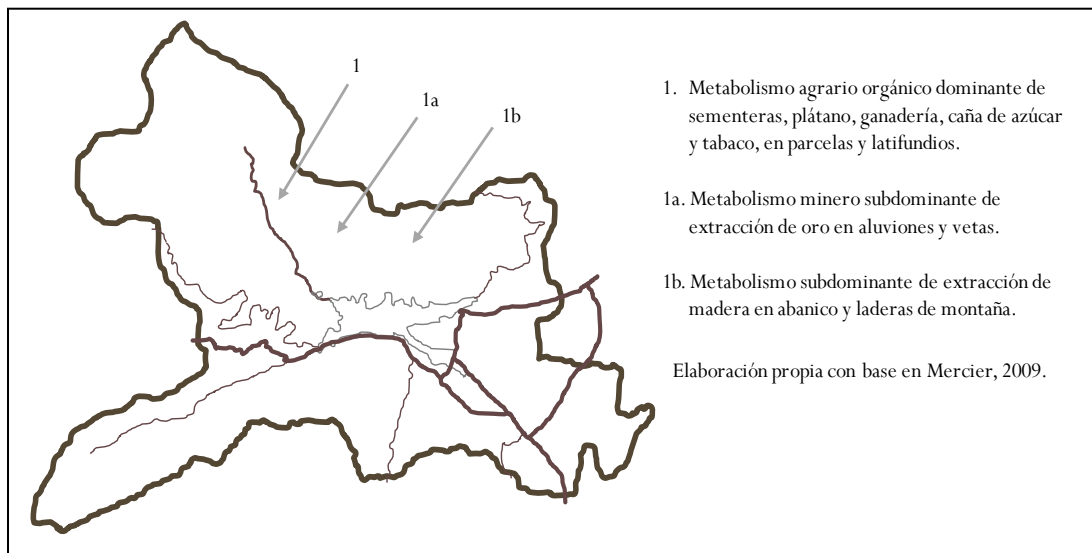 1
1a
1b
1. Metabolismo agrario orgánico dominante de
sementeras, plátano, ganadería, caña de azúcar
y tabaco, en parcelas y latifundios.
1a. Metabolismo minero subdominante de
extracción de oro en aluviones y vetas.
1b. Metabolismo subdominante de extracción de
madera en abanico y laderas de montaña.
Elaboración propia con base en Mercier, 2009.